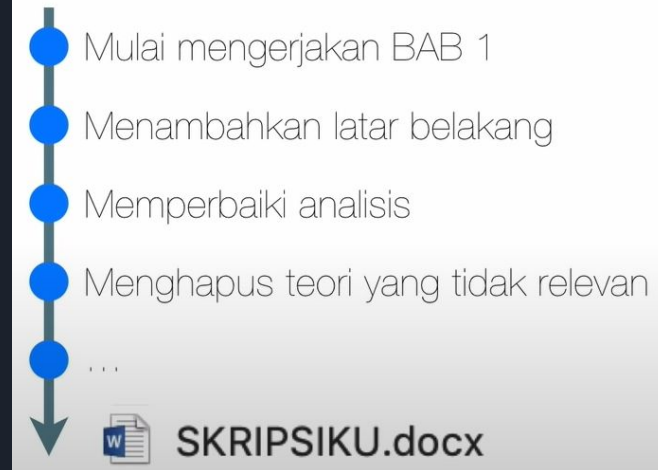 Mulai mengerjakan BAB 1
Menambahkan latar belakang
Memperbaiki analisis
Menghapus teori yang tidak relevan
...
W SKRIPSIKU.docx